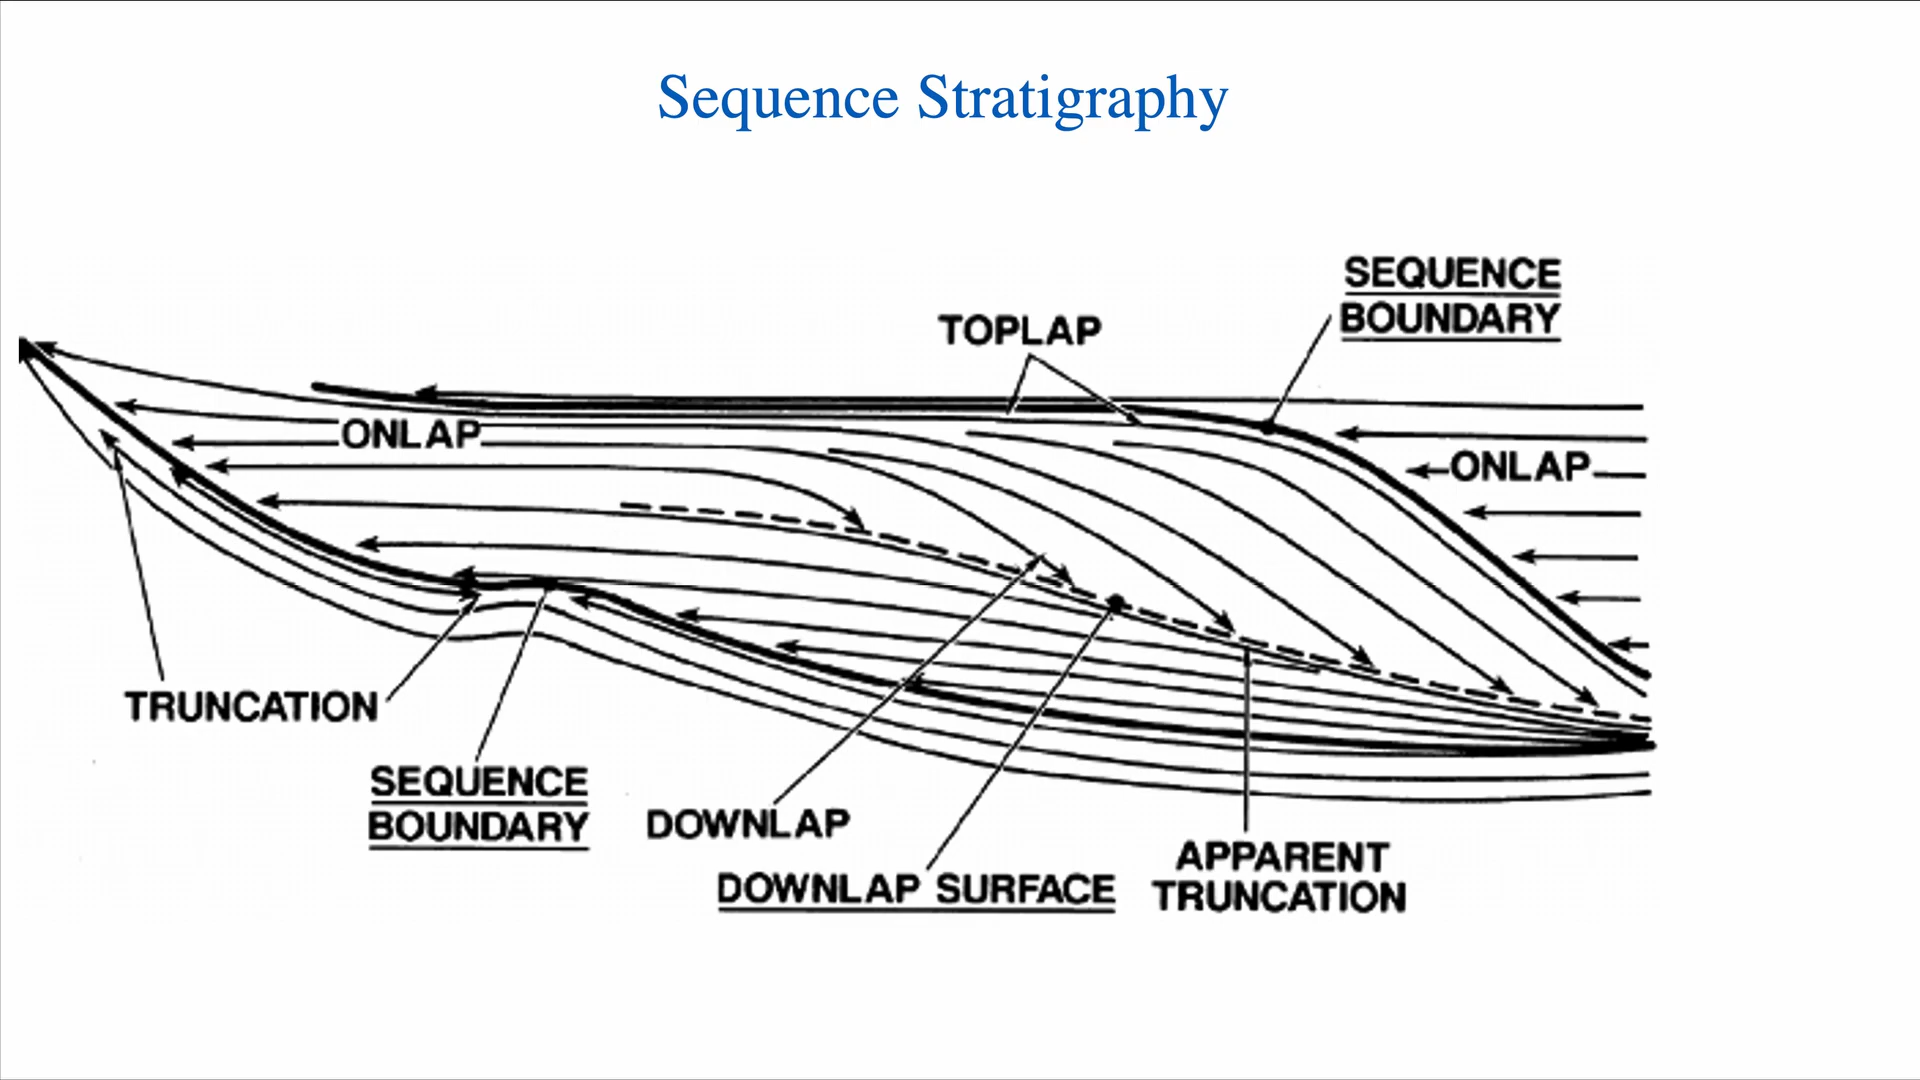 Sequence Stratigraphy
SEQUENCE
BOUNDARY
TOPLAP
ONLAP
ONLAP
TRUNCATION
SEQUENCE
BOUNDARY
DOWNLAP
DOWNLAP SURFACE
APPARENT
TRUNCATION